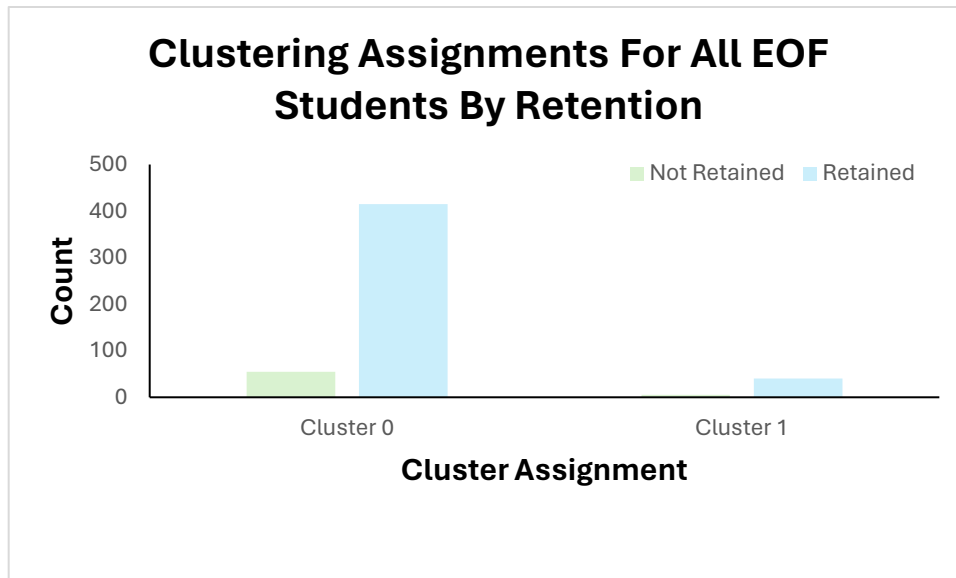 Clustering Assignments For All EOF
Students By Retention
Not Retained Retained
500
400
300
200
100
0
Count
Cluster 0 Cluster 1
Cluster Assignment